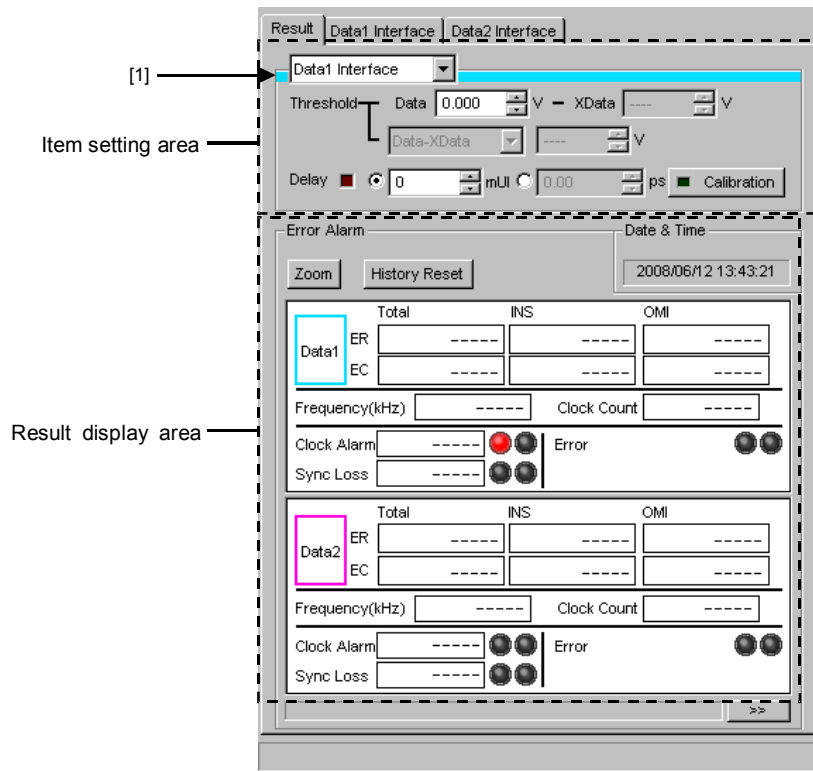 Result Data1 Interface Data2 Interface
[1]
Data1 Interface
Threshold Data 0.000 V – XData ---- V
Item setting area
Data-XData ---- V
Delay 0 mUI 0.00 ps Calibration
Error Alarm Date & Time
Zoom History Reset 2008/06/12 13:43:21
Total INS OMI
Data1 ER ----- ----- -----
EC ----- ----- -----
Frequency(kHz) ----- Clock Count -----
Result display area
Clock Alarm ----- Error
Sync Loss -----
Total INS OMI
Data2 ER ----- ----- -----
EC ----- ----- -----
Frequency(kHz) ----- Clock Count -----
Clock Alarm ----- Error
Sync Loss -----
>>